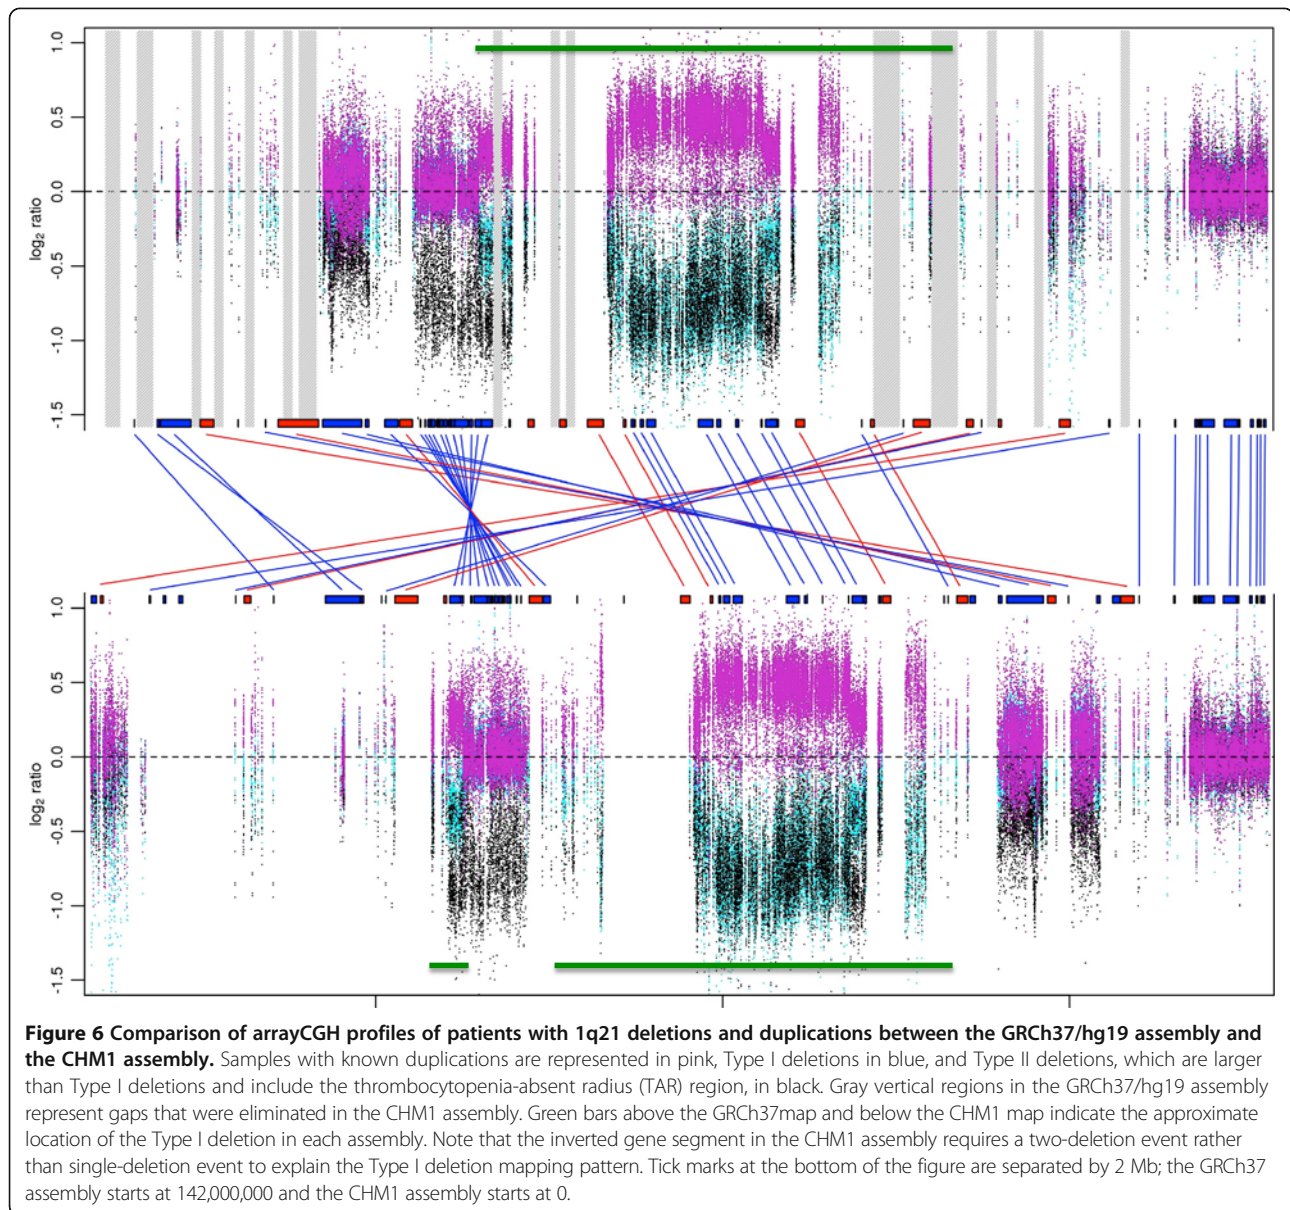 1.0
0.5
0.0
-0.5
-1.0
-1.5
log2 ratio
1.0
0.5
0.0
-0.5
-1.0
-1.5
log2 ratio
Figure 6 Comparison of arrayCGH profiles of patients with 1q21 deletions and duplications between the GRCh37/hg19 assembly and
the CHM1 assembly. Samples with known duplications are represented in pink, Type I deletions in blue, and Type II deletions, which are larger
than Type I deletions and include the thrombocytopenia-absent radius (TAR) region, in black. Gray vertical regions in the GRCh37/hg19 assembly
represent gaps that were eliminated in the CHM1 assembly. Green bars above the GRCh37map and below the CHM1 map indicate the approximate
location of the Type I deletion in each assembly. Note that the inverted gene segment in the CHM1 assembly requires a two-deletion event rather
than single-deletion event to explain the Type I deletion mapping pattern. Tick marks at the bottom of the figure are separated by 2 Mb; the GRCh37
assembly starts at 142,000,000 and the CHM1 assembly starts at 0.